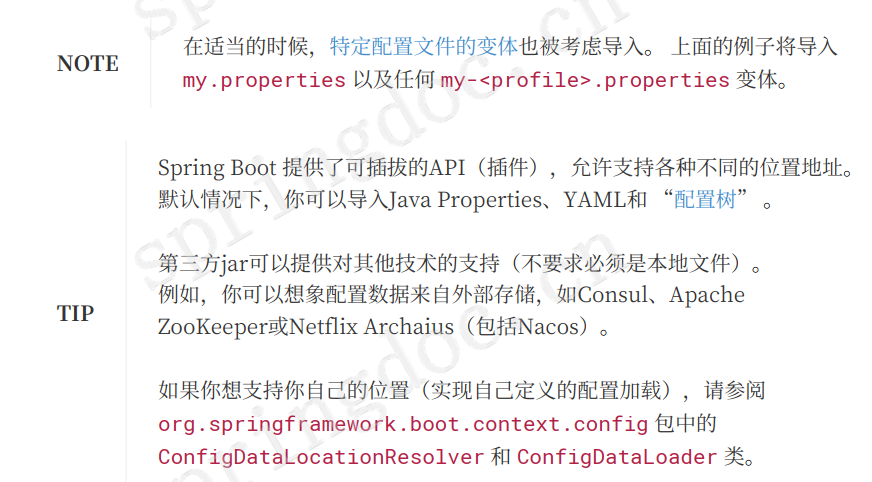 NOTE
在适当的时候，特定配置文件的变体也被考虑导入。 上面的例子将导入
my.properties 以及任何 my-<profile>.properties 变体。
TIP
Spring Boot 提供了可插拔的API（插件），允许支持各种不同的位置地址。
默认情况下，你可以导入Java Properties、YAML和 “配置树” 。
第三方jar可以提供对其他技术的支持（不要求必须是本地文件）。
例如，你可以想象配置数据来自外部存储，如Consul、Apache
ZooKeeper或Netflix Archaius（包括Nacos）。
如果你想支持你自己的位置（实现自己定义的配置加载），请参阅
org.springframework.boot.context.config 包中的
ConfigDataLocationResolver 和 ConfigDataLoader 类。
springdoc.cn
springdoc.cn
springdoc.cn